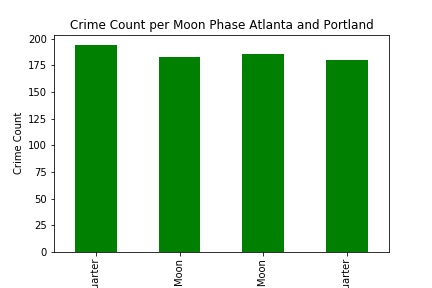 Crime Count per Moon Phase Atlanta and Portland
Crime Count
200
175
150
125
100
75
50
25
0
uarter
Moon
Moon
uarter